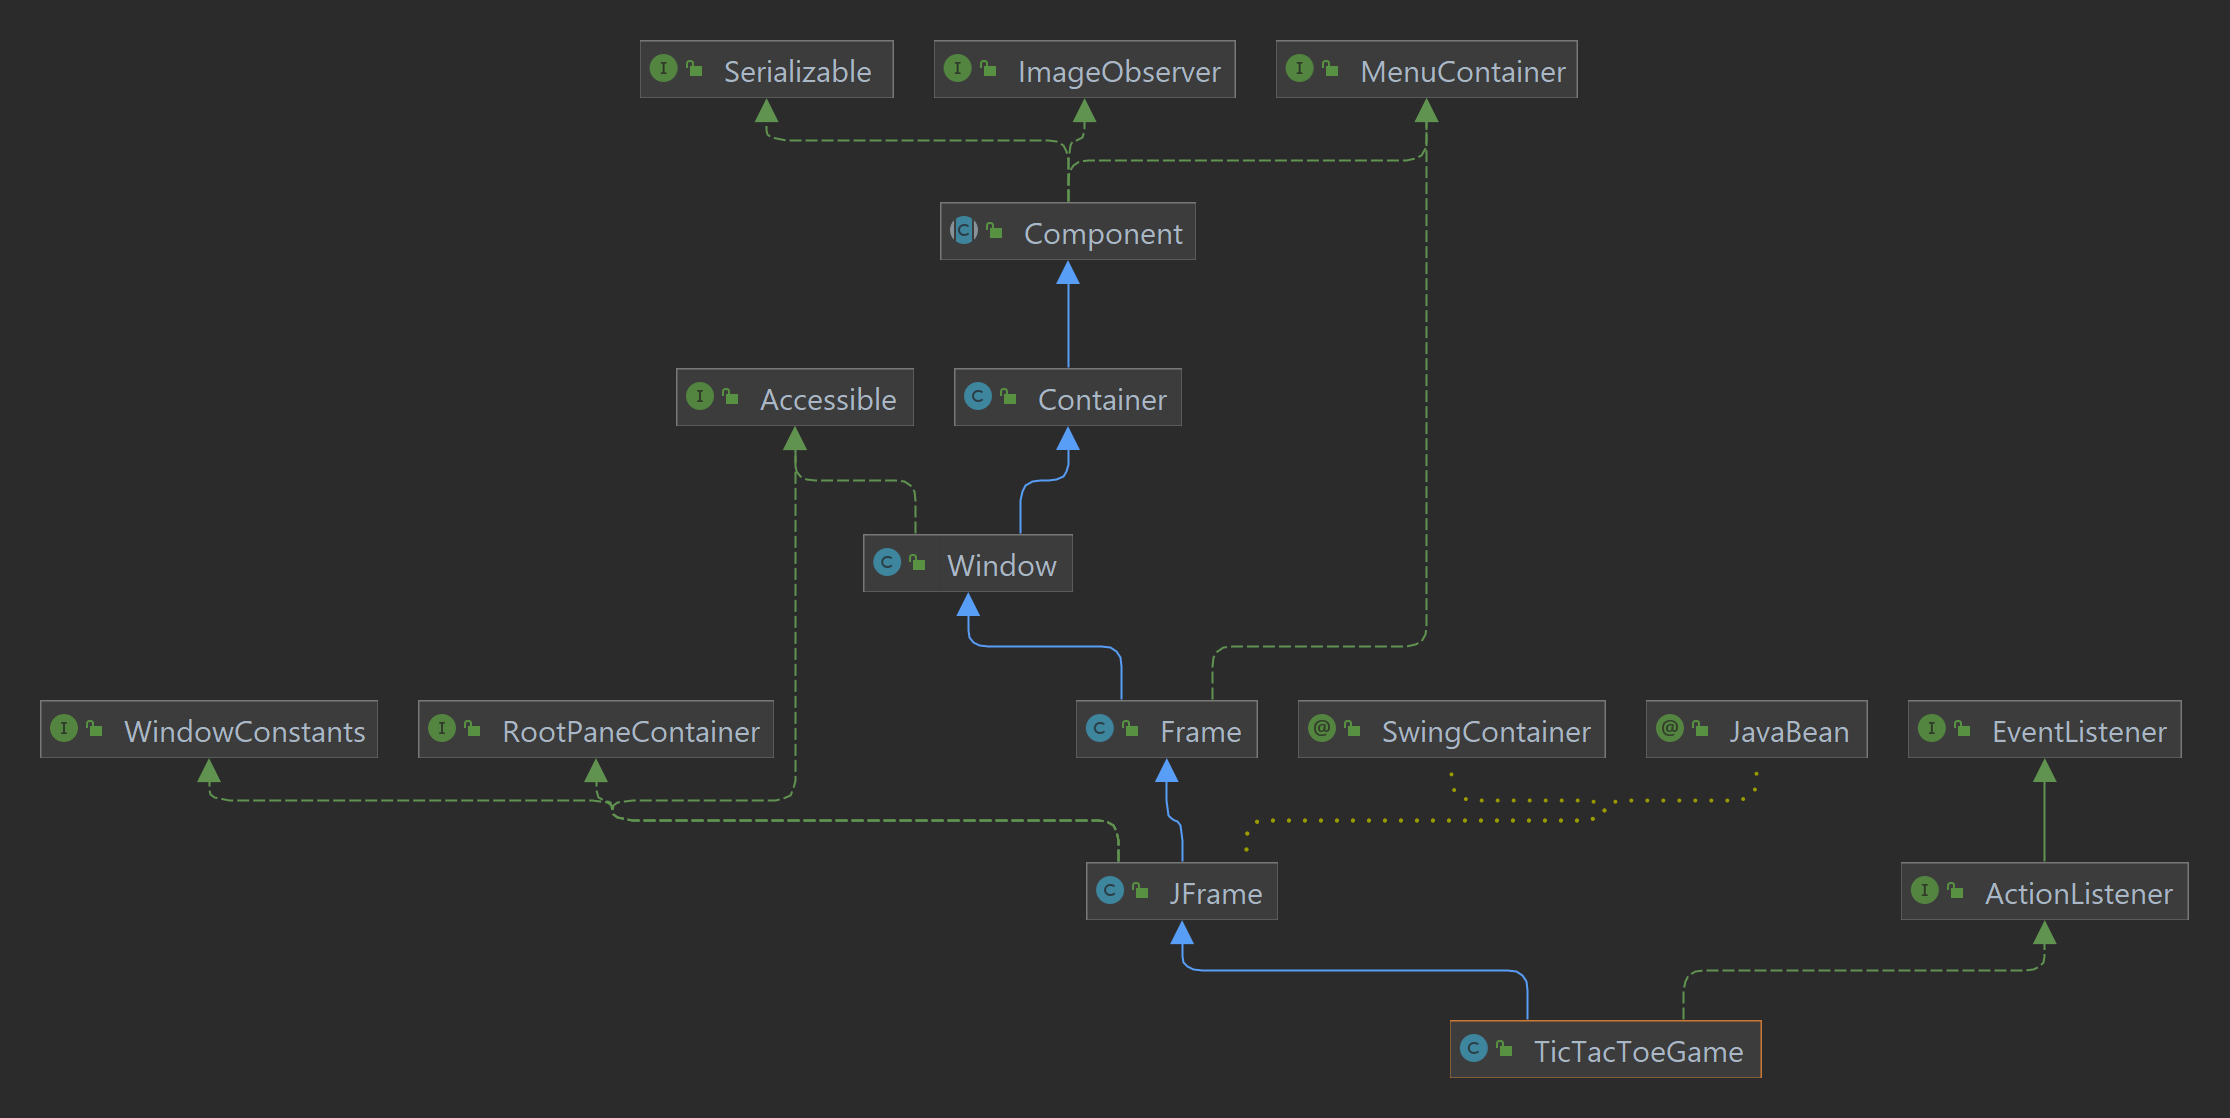 I Serializable
I ImageObserver
I MenuContainer
C Component
I Accessible
C Container
C Window
I WindowConstants
I RootPaneContainer
C Frame
@ SwingContainer
@ JavaBean
I EventListener
C JFrame
I ActionListener
C TicTacToeGame